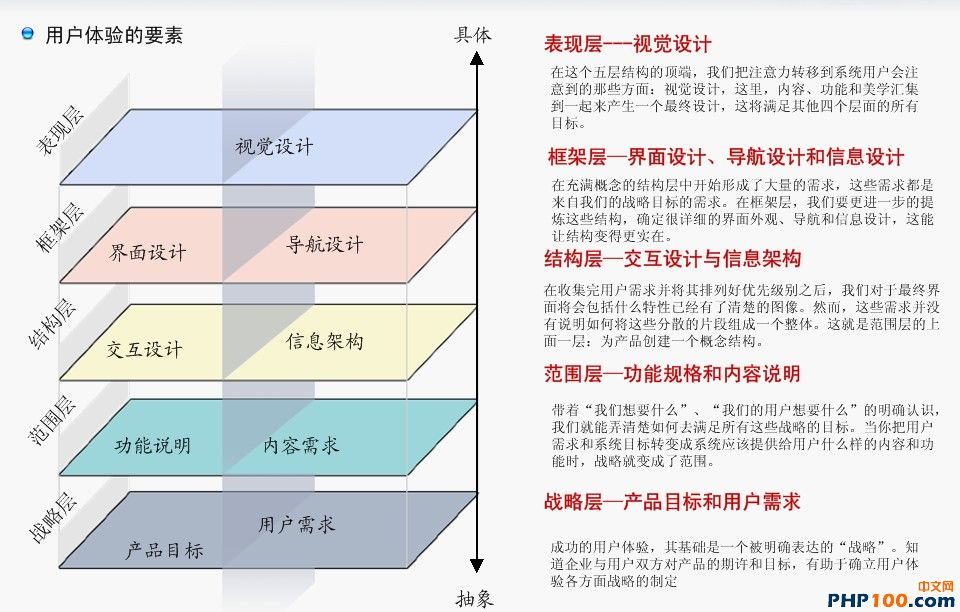 用户体验的要素
具体
表现层
视觉设计
框架层
界面设计
导航设计
结构层
交互设计
信息架构
范围层
功能说明
内容需求
战略层
用户需求
产品目标
抽象
表现层---视觉设计
在这个五层结构的顶端，我们把注意力转移到系统用户会注
意到的那些方面：视觉设计，这里，内容、功能和美学汇集
到一起来产生一个最终设计，这将满足其他四个层面的所有
目标。
框架层—界面设计、导航设计和信息设计
在充满概念的结构层中开始形成了大量的需求，这些需求都是
来自我们的战略目标的需求。在框架层，我们要更进一步的提
炼这些结构，确定很详细的界面外观、导航和信息设计，这能
让结构变得更实在。
结构层—交互设计与信息架构
在收集完用户需求并将其排列好优先级别之后，我们对于最终界
面将会包括什么特性已经有了清楚的图像。然而，这些需求并没
有说明如何将这些分散的片段组成一个整体。这就是范围层的上
面一层：为产品创建一个概念结构。
范围层—功能规格和内容说明
带着“我们想要什么”、“我们的用户想要什么”的明确认识，
我们就能弄清楚如何去满足所有这些战略的目标。当你把用户
需求和系统目标转变成系统应该提供给用户什么样的内容和功
能时，战略就变成了范围。
战略层—产品目标和用户需求
成功的用户体验，其基础是一个被明确表达的“战略”。知
道企业与用户双方对产品的期许和目标，有助于确立用户体
验各方面战略的制定
中文网
PHP100.com